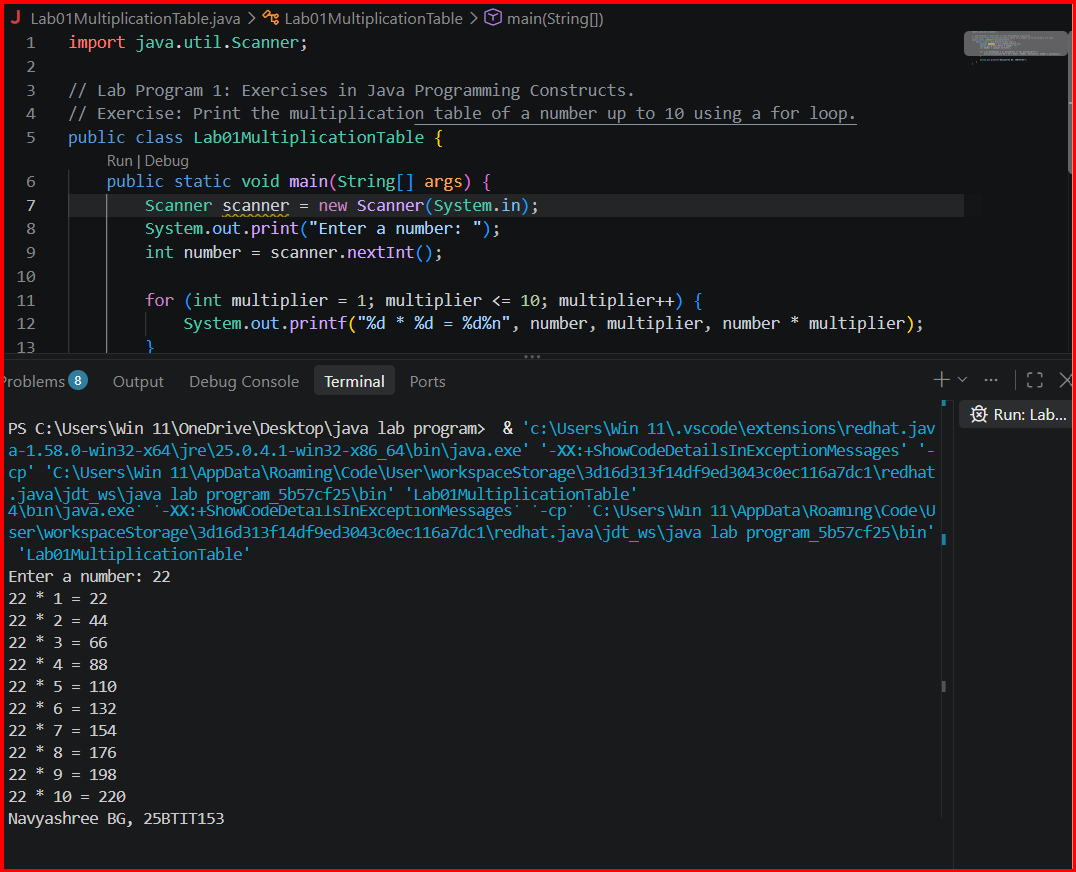 Lab01MultiplicationTable.java > Lab01MultiplicationTable > main(String[])
1 import java.util.Scanner;
2
3 // Lab Program 1: Exercises in Java Programming Constructs.
4 // Exercise: Print the multiplication table of a number up to 10 using a for loop.
5 public class Lab01MultiplicationTable {
Run | Debug
6 public static void main(String[] args) {
7 Scanner scanner = new Scanner(System.in);
8 System.out.print("Enter a number: ");
9 int number = scanner.nextInt();
10
11 for (int multiplier = 1; multiplier <= 10; multiplier++) {
12 System.out.printf("%d * %d = %d%n", number, multiplier, number * multiplier);
13 }
Problems 8 Output Debug Console Terminal Ports
Run: Lab...
PS C:\Users\Win 11\OneDrive\Desktop\java lab program>  & 'c:\Users\Win 11\.vscode\extensions\redhat.jav
a-1.58.0-win32-x64\jre\25.0.4.1-win32-x86_64\bin\java.exe' '-XX:+ShowCodeDetailsInExceptionMessages' '-
cp' 'C:\Users\Win 11\AppData\Roaming\Code\User\workspaceStorage\3d16d313f14df9ed3043c0ec116a7dc1\redhat
.java\jdt_ws\java lab program_5b57cf25\bin' 'Lab01MultiplicationTable'
4\bin\java.exe' '-XX:+ShowCodeDetailsInExceptionMessages' '-cp' 'C:\Users\Win 11\AppData\Roaming\Code\U
ser\workspaceStorage\3d16d313f14df9ed3043c0ec116a7dc1\redhat.java\jdt_ws\java lab program_5b57cf25\bin'
'Lab01MultiplicationTable'
Enter a number: 22
22 * 1 = 22
22 * 2 = 44
22 * 3 = 66
22 * 4 = 88
22 * 5 = 110
22 * 6 = 132
22 * 7 = 154
22 * 8 = 176
22 * 9 = 198
22 * 10 = 220
Navyashree BG, 25BTIT153